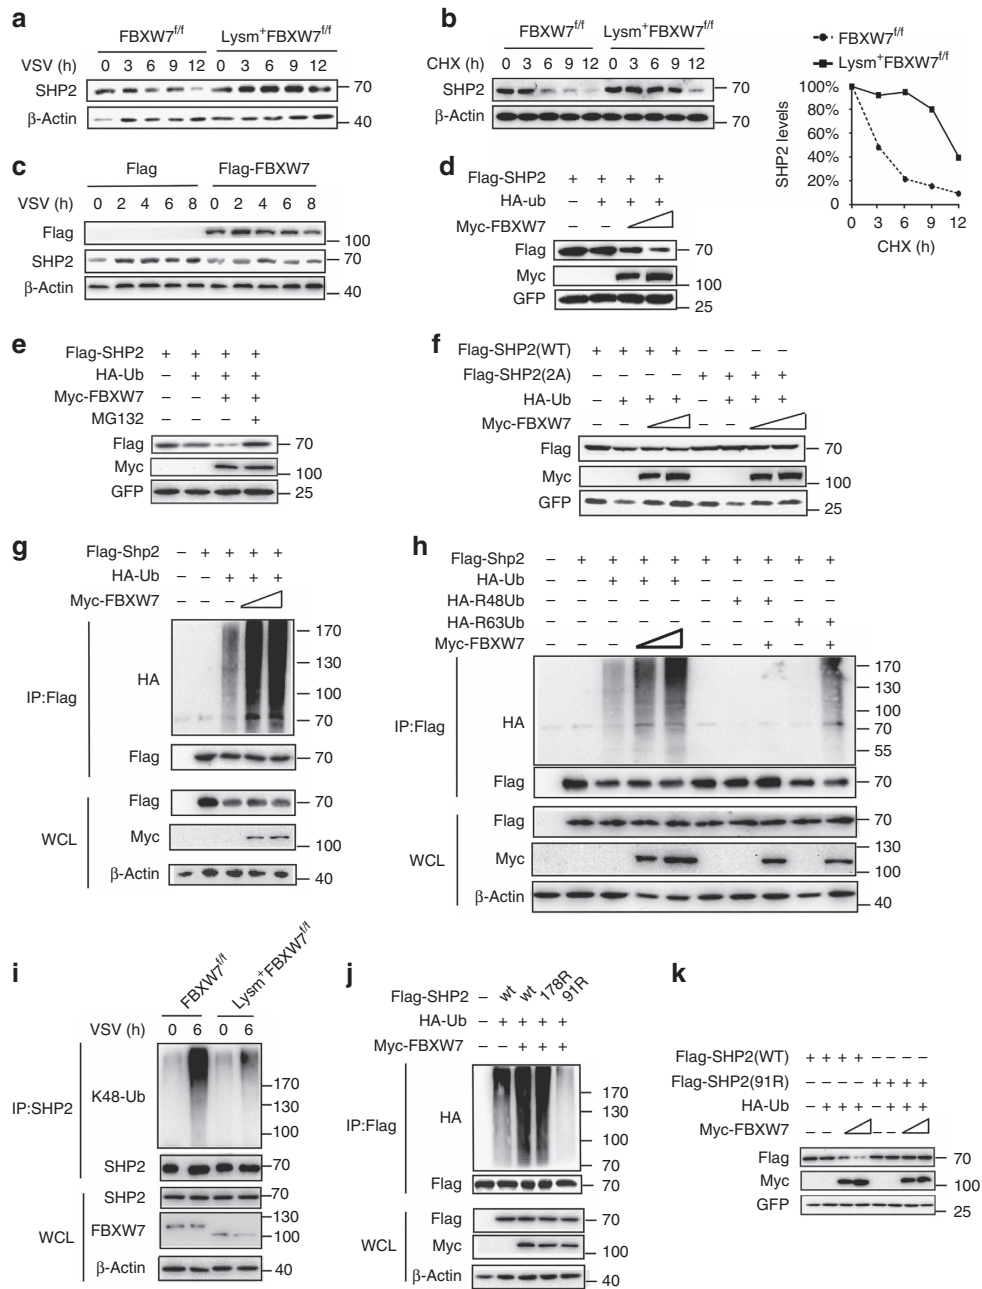 a
FBXW7f/f Lysm+FBXW7f/f
VSV (h) 0 3 6 9 12 0 3 6 9 12
SHP2 70
β-Actin 40
b
FBXW7f/f Lysm+FBXW7f/f
CHX (h) 0 3 6 9 12 0 3 6 9 12
SHP2 70
β-Actin 70
FBXW7f/f
Lysm+FBXW7f/f
100%
80%
60%
40%
20%
0
SHP2 levels
0 3 6 9 12
CHX (h)
c
Flag Flag-FBXW7
VSV (h) 0 2 4 6 8 0 2 4 6 8
Flag 100
SHP2 70
β-Actin 40
d
Flag-SHP2 + + + +
HA-ub – + + +
Myc-FBXW7 – –
Flag 70
Myc 100
GFP 25
e
Flag-SHP2 + + + +
HA-Ub – + + +
Myc-FBXW7 – – + +
MG132 – – – +
Flag 70
Myc 100
GFP 25
f
Flag-SHP2(WT) + + + + – – – –
Flag-SHP2(2A) – – – – + + + +
HA-Ub – + + + – + + +
Myc-FBXW7 – – – –
Flag 70
Myc 100
GFP 25
g
Flag-Shp2 – + + + +
HA-Ub – – + + +
Myc-FBXW7 – – –
IP:Flag
HA 170 130 100 70
Flag 70
WCL
Flag 70
Myc 100
β-Actin 40
h
Flag-Shp2 – + + + + + + + + +
HA-Ub – – + + + – – – – –
HA-R48Ub – – – – – – + + – –
HA-R63Ub – – – – – – – – + +
Myc-FBXW7 – – – – – + – +
IP:Flag
HA 170 130 100 70 55
Flag 70
WCL
Flag 70
Myc 130 100
β-Actin 40
i
FBXW7f/f Lysm+FBXW7f/f
VSV (h) 0 6 0 6
IP:SHP2
K48-Ub 170 130 100
SHP2 70
WCL
SHP2 70
FBXW7 130 100
β-Actin 40
j
Flag-SHP2 – wt wt 178R 91R
HA-Ub – + + + +
Myc-FBXW7 – – + + +
IP:Flag
HA 170 130 100 70
Flag 70
WCL
Flag 70
Myc 100
β-Actin 40
k
Flag-SHP2(WT) + + + + – – – –
Flag-SHP2(91R) – – – – + + + +
HA-Ub – + + + – + + +
Myc-FBXW7 – – – –
Flag 70
Myc 100
GFP 25